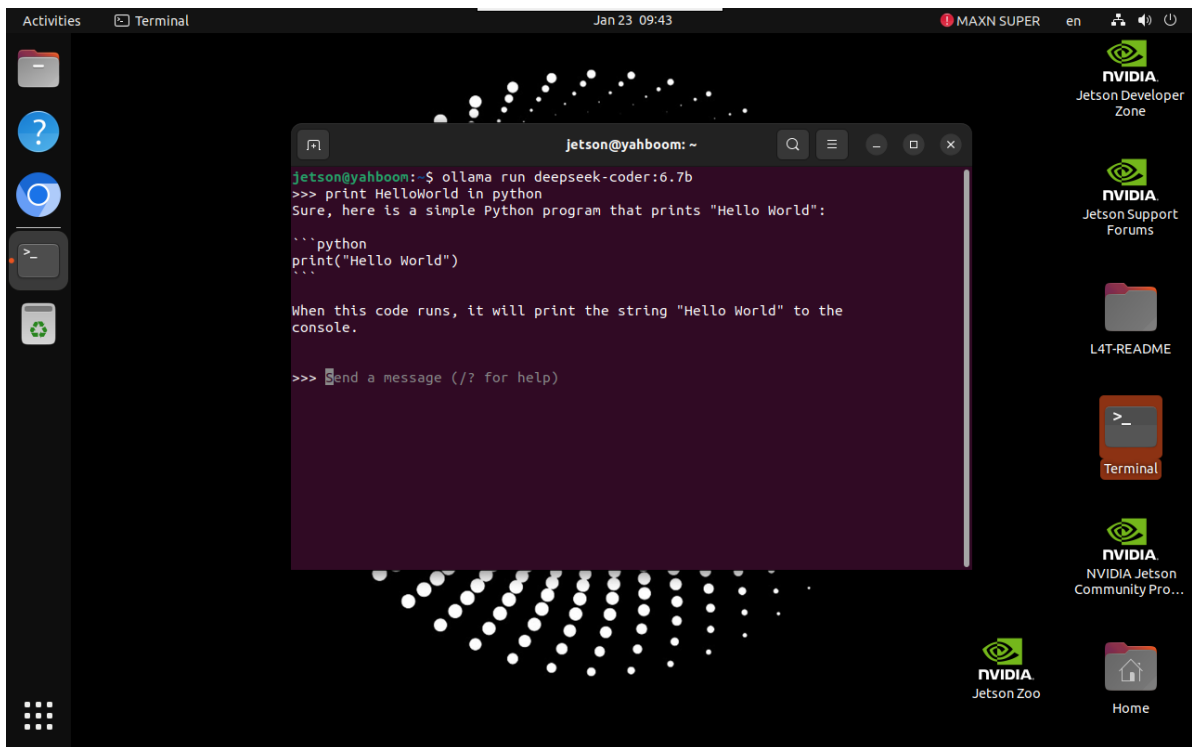 Activities
Terminal
Jan 23 09:43
MAXN SUPER
en
jetson@yahboom: ~
jetson@yahboom:~$ ollama run deepseek-coder:6.7b
>>> print HelloWorld in python
Sure, here is a simple Python program that prints "Hello World":
```python
print("Hello World")
```
When this code runs, it will print the string "Hello World" to the
console.
>>> Send a message (/? for help)
NVIDIA.
Jetson Developer
Zone
NVIDIA.
Jetson Support
Forums
L4T-README
Terminal
NVIDIA.
NVIDIA Jetson
Community Pro...
NVIDIA.
Jetson Zoo
Home